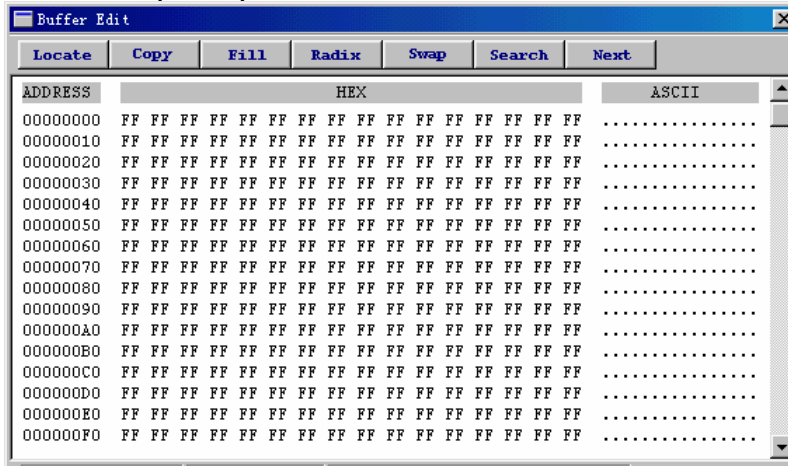 Buffer Edit
Locate Copy Fill Radix Swap Search Next
ADDRESS HEX ASCII
00000000 FF FF FF FF FF FF FF FF FF FF FF FF FF FF FF FF ................
00000010 FF FF FF FF FF FF FF FF FF FF FF FF FF FF FF FF ................
00000020 FF FF FF FF FF FF FF FF FF FF FF FF FF FF FF FF ................
00000030 FF FF FF FF FF FF FF FF FF FF FF FF FF FF FF FF ................
00000040 FF FF FF FF FF FF FF FF FF FF FF FF FF FF FF FF ................
00000050 FF FF FF FF FF FF FF FF FF FF FF FF FF FF FF FF ................
00000060 FF FF FF FF FF FF FF FF FF FF FF FF FF FF FF FF ................
00000070 FF FF FF FF FF FF FF FF FF FF FF FF FF FF FF FF ................
00000080 FF FF FF FF FF FF FF FF FF FF FF FF FF FF FF FF ................
00000090 FF FF FF FF FF FF FF FF FF FF FF FF FF FF FF FF ................
000000A0 FF FF FF FF FF FF FF FF FF FF FF FF FF FF FF FF ................
000000B0 FF FF FF FF FF FF FF FF FF FF FF FF FF FF FF FF ................
000000C0 FF FF FF FF FF FF FF FF FF FF FF FF FF FF FF FF ................
000000D0 FF FF FF FF FF FF FF FF FF FF FF FF FF FF FF FF ................
000000E0 FF FF FF FF FF FF FF FF FF FF FF FF FF FF FF FF ................
000000F0 FF FF FF FF FF FF FF FF FF FF FF FF FF FF FF FF ................